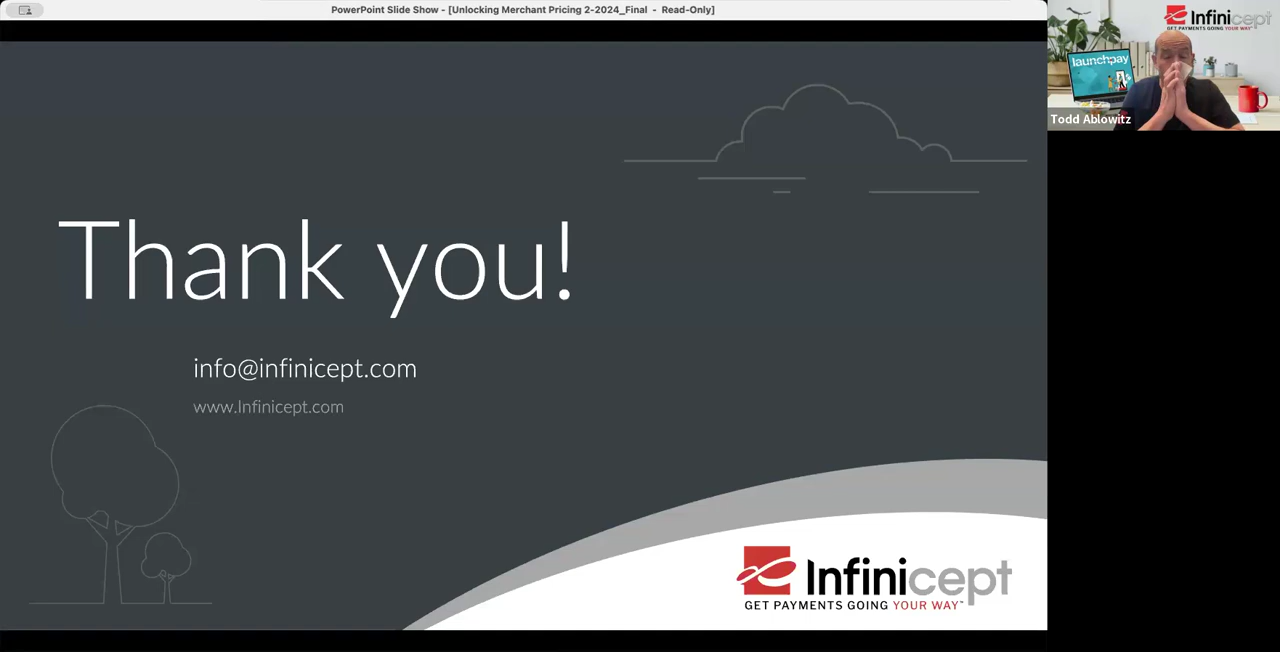 PowerPoint Slide Show - [Unlocking Merchant Pricing 2-2024_Final - Read-Only]
Infinicept
GET PAYMENTS GOING YOUR WAY
launchpay
Todd Ablowitz
Thank you!
info@infinicept.com
www.Infinicept.com
Infinicept
GET PAYMENTS GOING YOUR WAY™